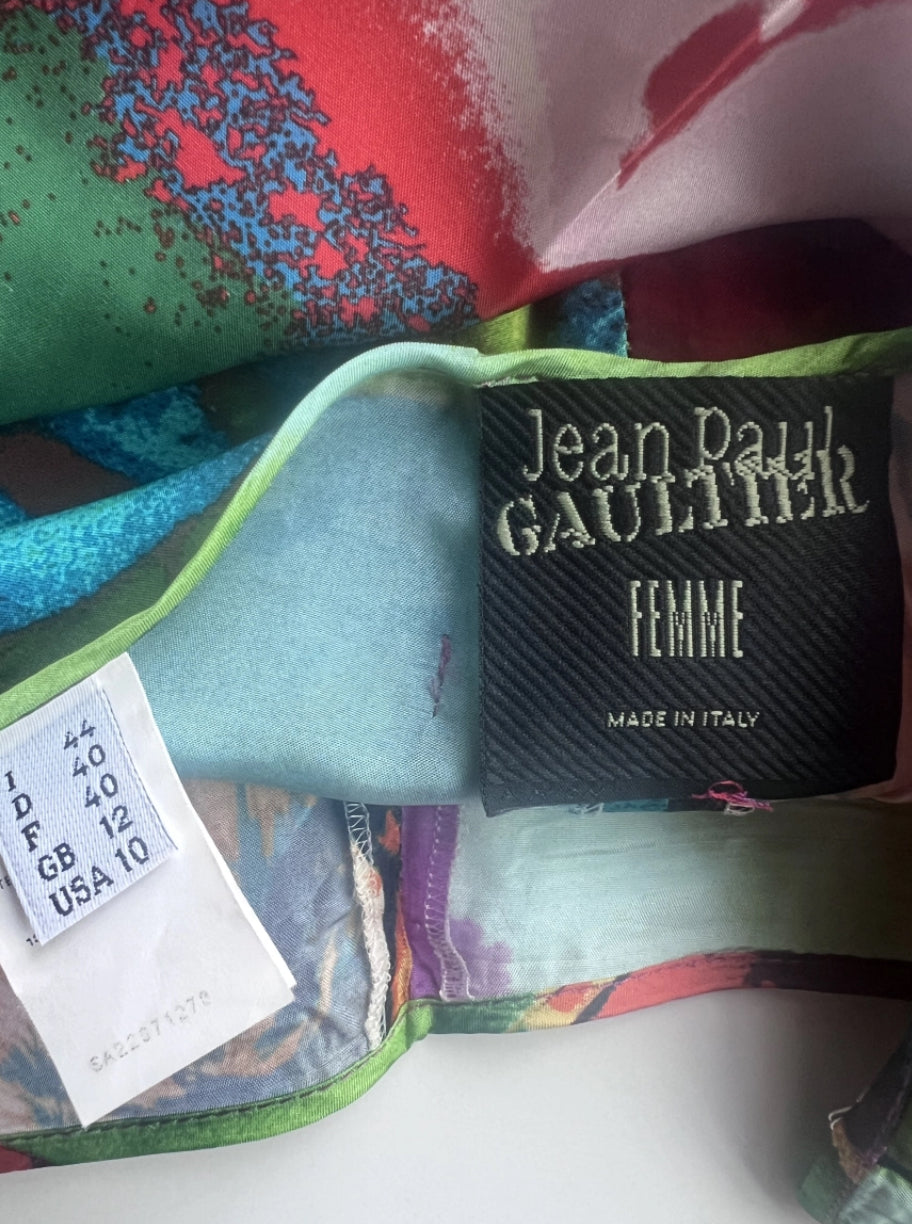 Jean Paul
GAULTIER
FEMME
MADE IN ITALY
I 44
D 40
F 40
GB 12
USA 10